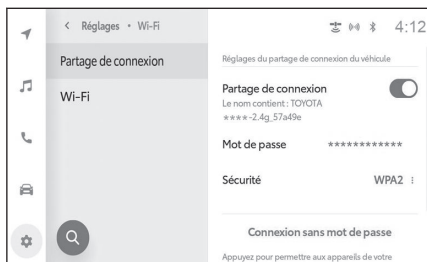 < Réglages • Wi-Fi
4:12
Partage de connexion
Wi-Fi
Réglages du partage de connexion du véhicule
Partage de connexion
Le nom contient : TOYOTA
****-2.4g_57a49e
Mot de passe ************
Sécurité WPA2
Connexion sans mot de passe
Appuyez pour permettre aux appareils de votre